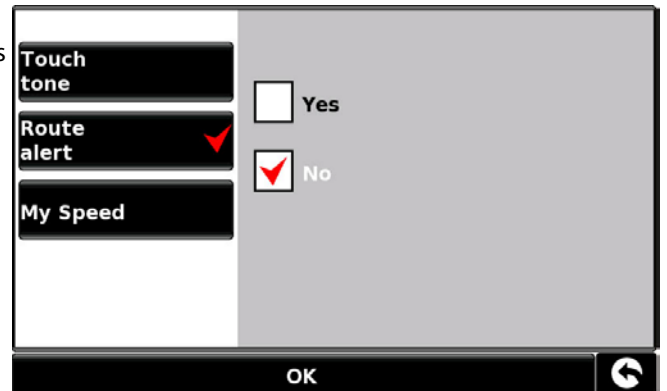 s
Touch
tone
Route
alert
My Speed
Yes
No
OK